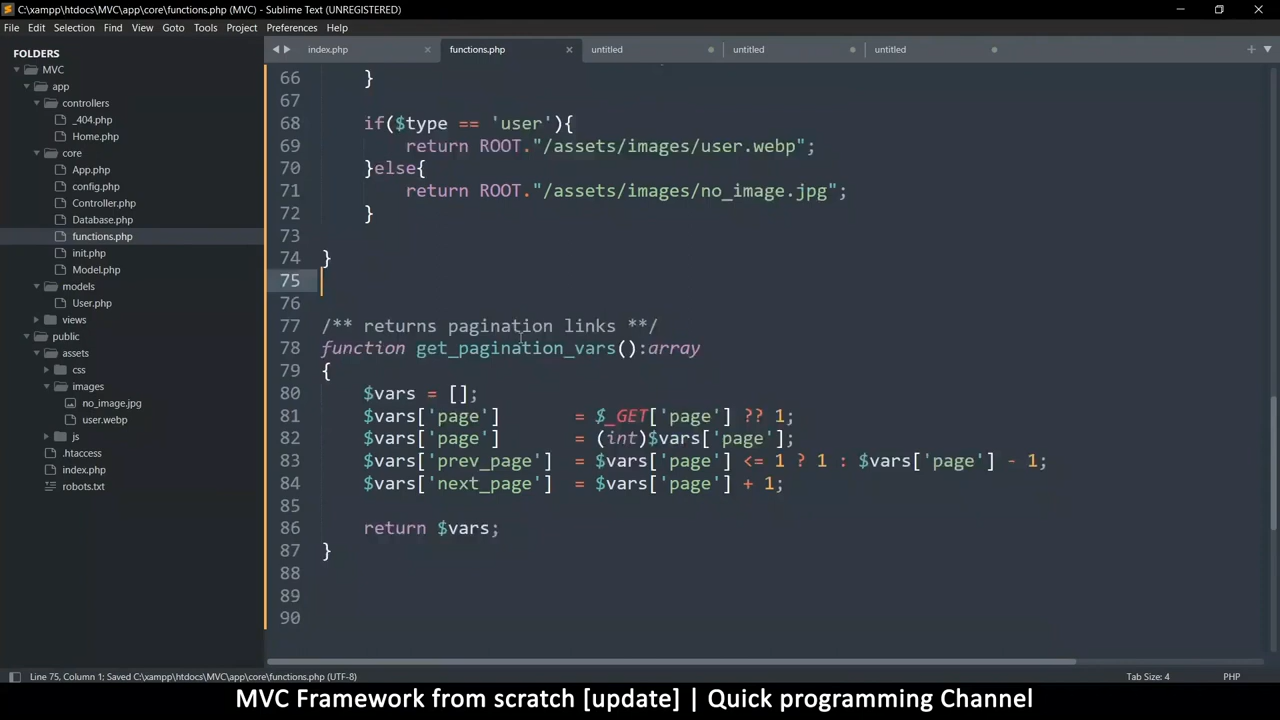 C:\xampp\htdocs\MVC\app\core\functions.php (MVC) - Sublime Text (UNREGISTERED)
File Edit Selection Find View Goto Tools Project Preferences Help
FOLDERS
MVC
app
controllers
_404.php
Home.php
core
App.php
config.php
Controller.php
Database.php
functions.php
init.php
Model.php
models
User.php
views
public
assets
css
images
no_image.jpg
user.webp
js
.htaccess
index.php
robots.txt
index.php functions.php untitled untitled untitled
66 }
67
68 if($type == 'user'){
69 return ROOT."/assets/images/user.webp";
70 }else{
71 return ROOT."/assets/images/no_image.jpg";
72 }
73
74 }
75
76
77 /** returns pagination links **/
78 function get_pagination_vars():array
79 {
80 $vars = [];
81 $vars['page'] = $_GET['page'] ?? 1;
82 $vars['page'] = (int)$vars['page'];
83 $vars['prev_page'] = $vars['page'] <= 1 ? 1 : $vars['page'] - 1;
84 $vars['next_page'] = $vars['page'] + 1;
85
86 return $vars;
87 }
88
89
90
Line 75, Column 1; Saved C:\xampp\htdocs\MVC\app\core\functions.php (UTF-8) Tab Size: 4 PHP
MVC Framework from scratch [update] | Quick programming Channel